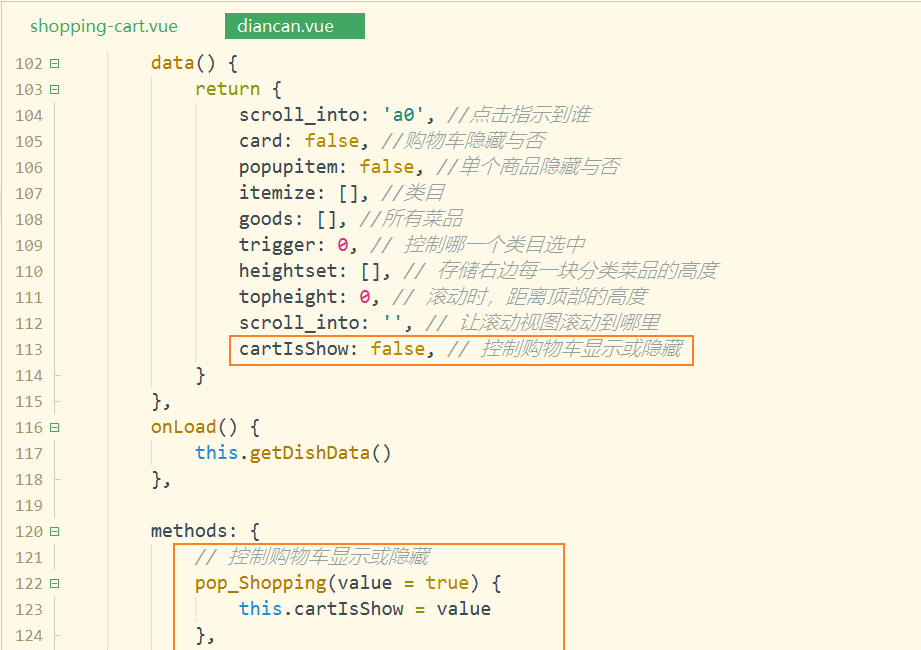 shopping-cart.vue
diancan.vue
102 data() {
103 return {
104 scroll_into: 'a0', //点击指示到谁
105 card: false, //购物车隐藏与否
106 popupitem: false, //单个商品隐藏与否
107 itemize: [], //类目
108 goods: [], //所有菜品
109 trigger: 0, // 控制哪一个类目选中
110 heightset: [], // 存储右边每一块分类菜品的高度
111 topheight: 0, // 滚动时，距离顶部的高度
112 scroll_into: '', // 让滚动视图滚动到哪里
113 cartIsShow: false, // 控制购物车显示或隐藏
114 }
115 },
116 onLoad() {
117 this.getDishData()
118 },
119
120 methods: {
121 // 控制购物车显示或隐藏
122 pop_Shopping(value = true) {
123 this.cartIsShow = value
124 },